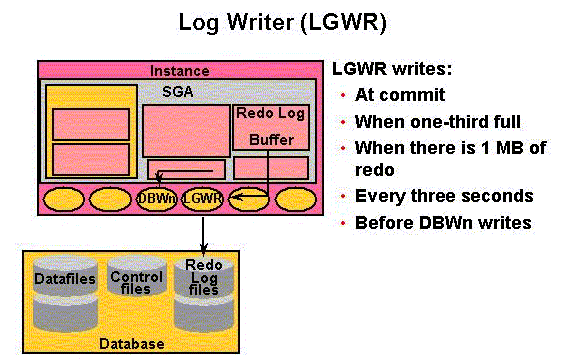 Log Writer (LGWR)
Instance
SGA
Redo Log
Buffer
DBWn
LGWR
Datafiles
Control
files
Redo
Log
files
Database
LGWR writes:
• At commit
• When one-third full
• When there is 1 MB of
redo
• Every three seconds
• Before DBWn writes